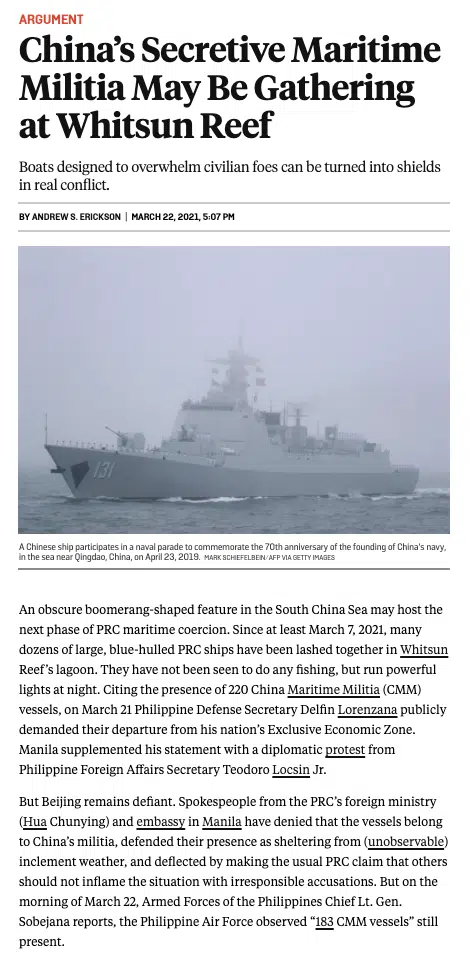 ARGUMENT
China’s Secretive Maritime
Militia May Be Gathering
at Whitsun Reef
Boats designed to overwhelm civilian foes can be turned into shields
in real conflict.
BY ANDREW S. ERICKSON | MARCH 22, 2021, 5:07 PM
131
A Chinese ship participates in a naval parade to commemorate the 70th anniversary of the founding of China’s navy,
in the sea near Qingdao, China, on April 23, 2019. MARK SCHIEFELBEIN/AFP VIA GETTY IMAGES
An obscure boomerang-shaped feature in the South China Sea may host the
next phase of PRC maritime coercion. Since at least March 7, 2021, many
dozens of large, blue-hulled PRC ships have been lashed together in Whitsun
Reef’s lagoon. They have not been seen to do any fishing, but run powerful
lights at night. Citing the presence of 220 China Maritime Militia (CMM)
vessels, on March 21 Philippine Defense Secretary Delfin Lorenzana publicly
demanded their departure from his nation’s Exclusive Economic Zone.
Manila supplemented his statement with a diplomatic protest from
Philippine Foreign Affairs Secretary Teodoro Locsin Jr.
But Beijing remains defiant. Spokespeople from the PRC’s foreign ministry
(Hua Chunying) and embassy in Manila have denied that the vessels belong
to China’s militia, defended their presence as sheltering from (unobservable)
inclement weather, and deflected by making the usual PRC claim that others
should not inflame the situation with irresponsible accusations. But on the
morning of March 22, Armed Forces of the Philippines Chief Lt. Gen.
Sobejana reports, the Philippine Air Force observed “183 CMM vessels” still
present.